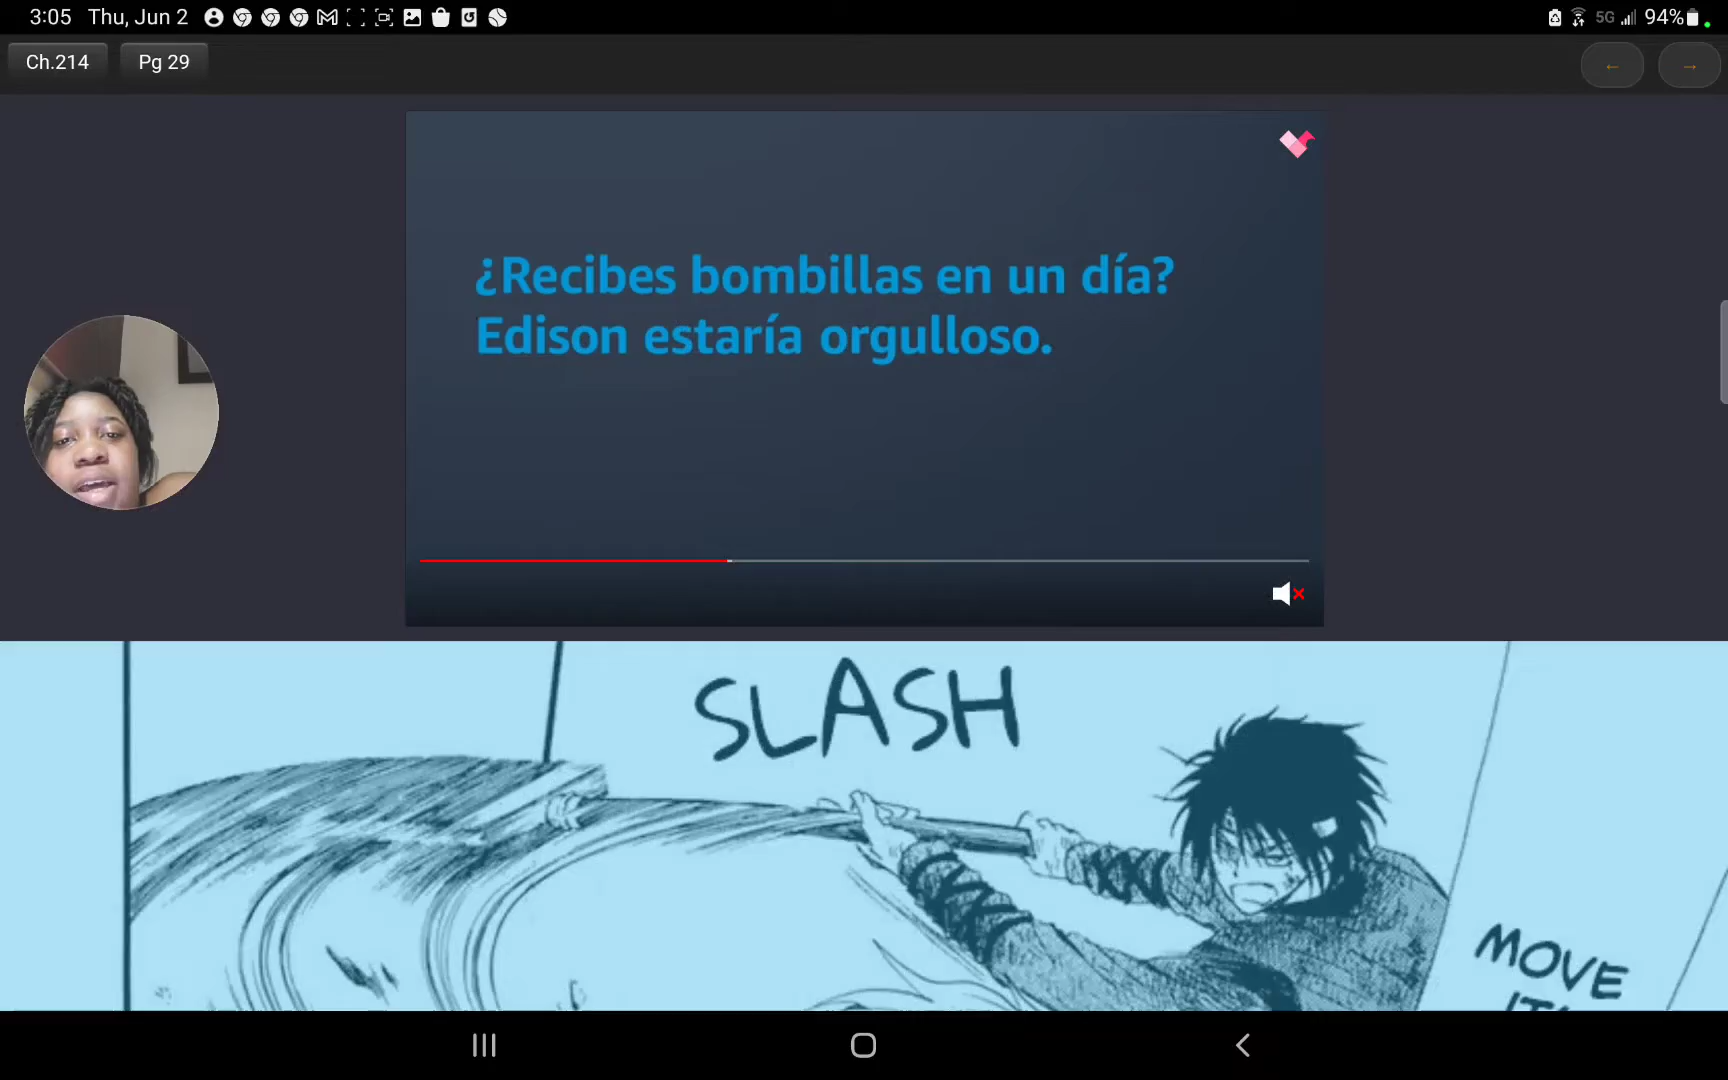 3:05 Thu, Jun 2
5G 94%
Ch.214 Pg 29
← →
¿Recibes bombillas en un día?
Edison estaría orgulloso.
SLASH
MOVE